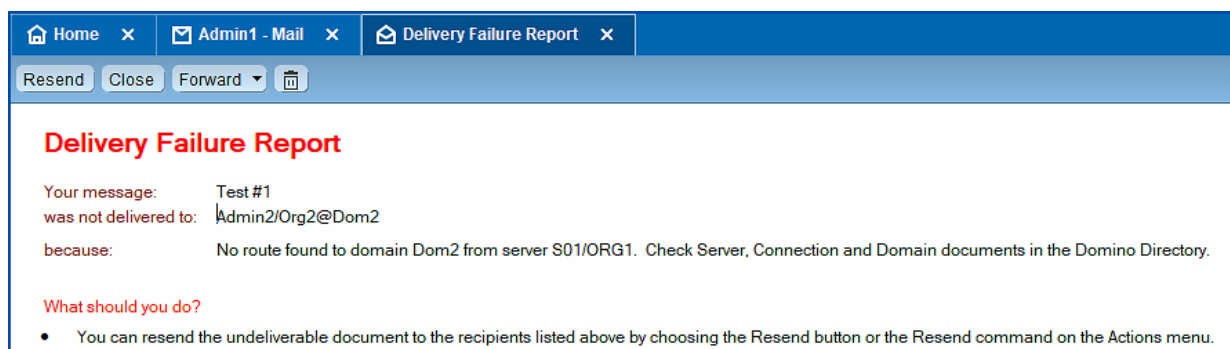 Home Admin1 - Mail Delivery Failure Report
Resend Close Forward
Delivery Failure Report
Your message: Test #1
was not delivered to: Admin2/Org2@Dom2
because: No route found to domain Dom2 from server S01/ORG1. Check Server, Connection and Domain documents in the Domino Directory.
What should you do?
• You can resend the undeliverable document to the recipients listed above by choosing the Resend button or the Resend command on the Actions menu.